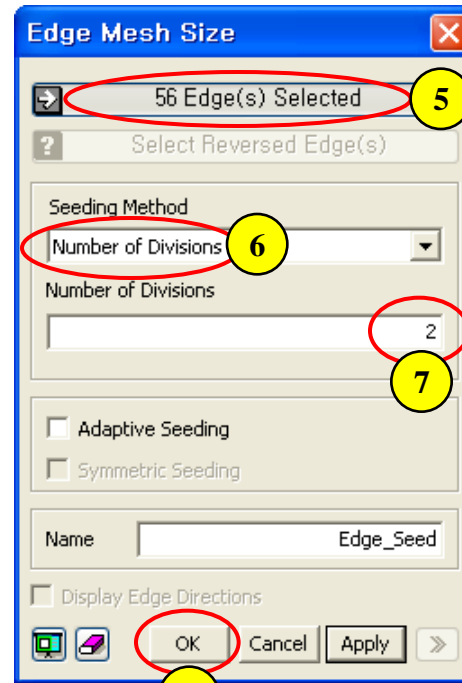 Edge Mesh Size
56 Edge(s) Selected
5
Select Reversed Edge(s)
Seeding Method
Number of Divisions
6
Number of Divisions
2
7
Adaptive Seeding
Symmetric Seeding
Name
Edge_Seed
Display Edge Directions
OK
Cancel
Apply